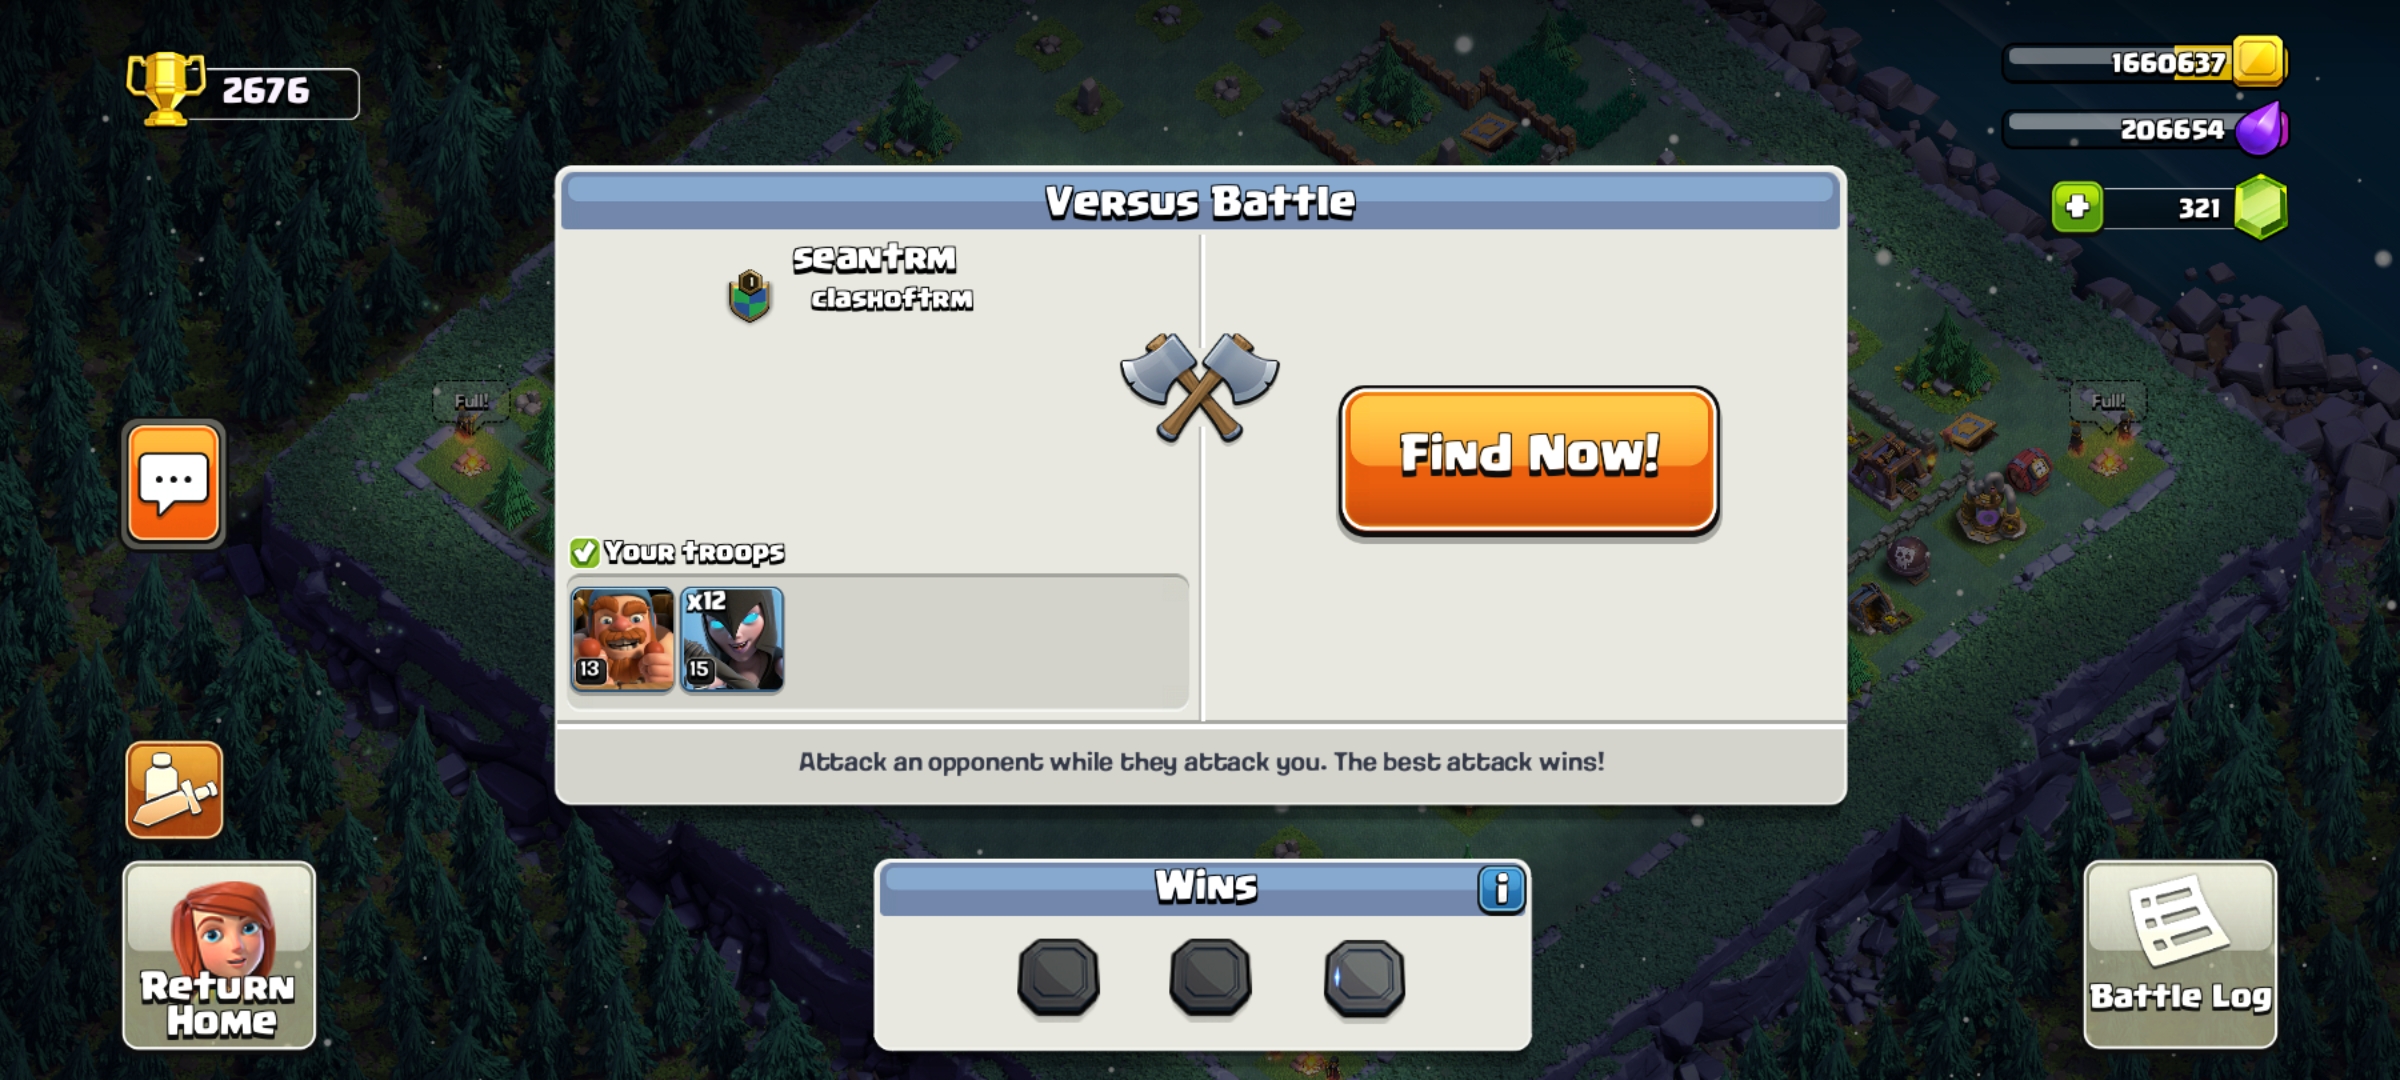 2676
1660637
206654
321
Versus Battle
seantrm
1
clashoftrm
Full!
Full!
Find Now!
Your troops
x12
13
15
Attack an opponent while they attack you. The best attack wins!
Wins
i
Return
Home
Battle Log